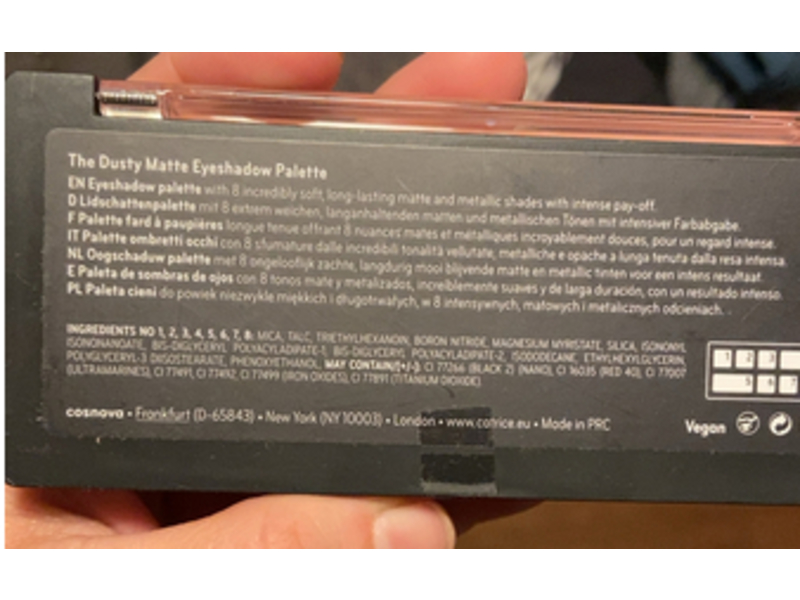 The Dusty Matte Eyeshadow Palette
EN Eyeshadow palette with 8 incredibly soft, long-lasting matte and metallic shades with intense pay-off.
D Lidschattenpalette mit 8 extrem weichen, langanhaltenden matten und metallischen Tönen mit intensiver Farbabgabe.
F Palette fard à paupières longue tenue offrant 8 nuances mates et métalliques incroyablement douces, pour un regard intense.
IT Palette ombretti occhi con 8 sfumature dalle incredibili tonalità vellutate, metalliche e opache a lunga tenuta dalla resa intensa.
NL Oogschaduw palette met 8 ongelooflijk zachte, langdurig mooi blijvende matte en metallic tinten voor een intens resultaat.
E Paleta de sombras de ojos con 8 tonos mate y metalizados, increíblemente suaves y de larga duración, con un resultado intenso.
PL Paleta cieni do powiek niezwykle miękkich i długotrwałych, w 8 intensywnych, matowych i metalicznych odcieniach.
INGREDIENTS NO 1, 2, 3, 4, 5, 6, 7, 8: MICA, TALC, TRIETHYLHEXANOIN, BORON NITRIDE, MAGNESIUM MYRISTATE, SILICA, ISONONYL
ISONONANOATE, BIS-DIGLYCERYL POLYACYLADIPATE-1, BIS-DIGLYCERYL POLYACYLADIPATE-2, ISODODECANE, ETHYLHEXYLGLYCERIN,
POLYGLYCERYL-3 DIISOSTEARATE, PHENOXYETHANOL. MAY CONTAIN(+/-): CI 77266 (BLACK 2) (NANO), CI 16035 (RED 40), CI 77007
(ULTRAMARINES), CI 77491, CI 77492, CI 77499 (IRON OXIDES), CI 77891 (TITANIUM DIOXIDE).
1 2 3
5 6 7
cosnova • Frankfurt (D-65843) • New York (NY 10003) • London • www.catrice.eu • Made in PRC
Vegan